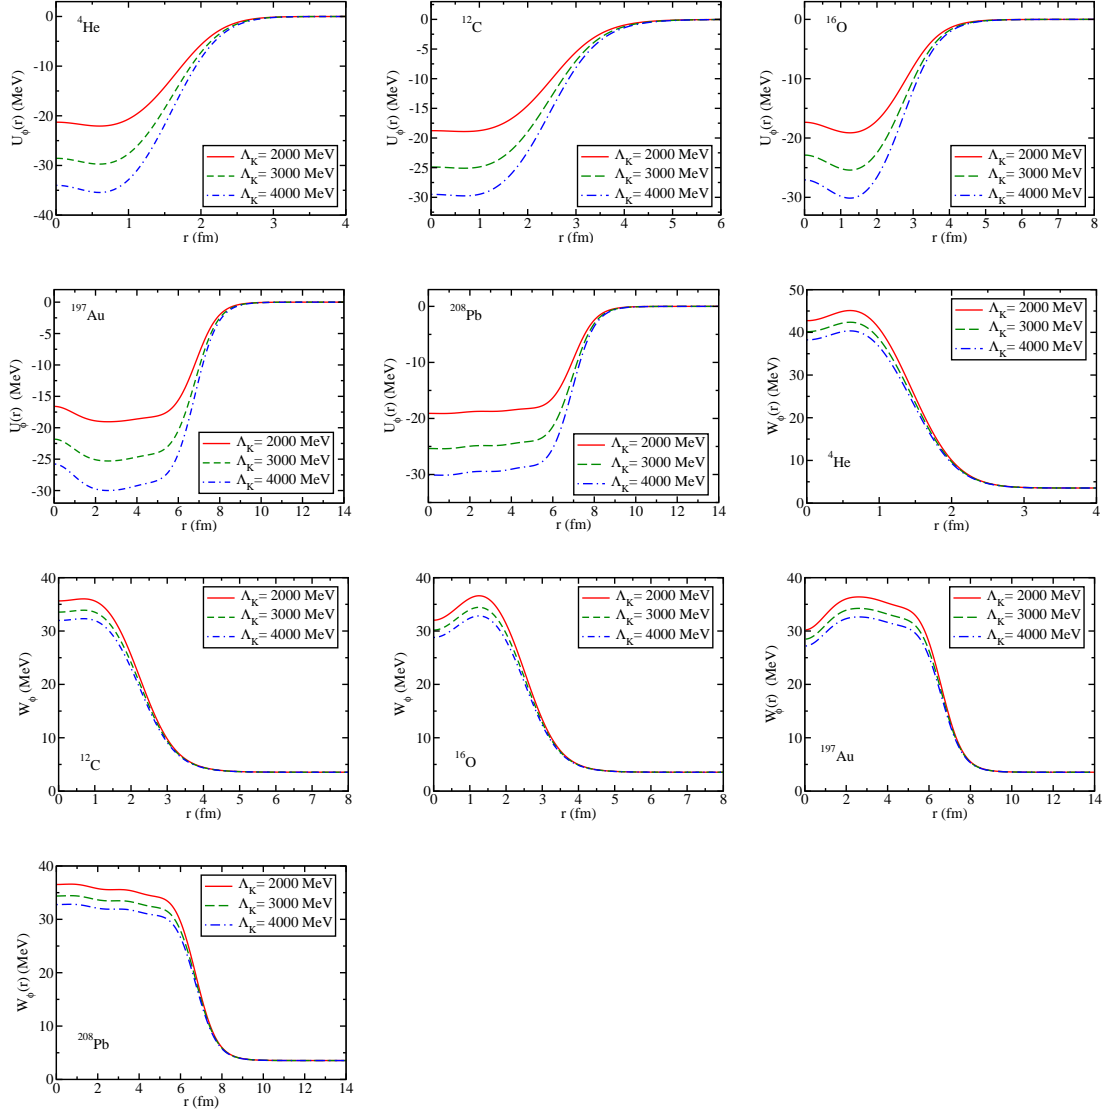 ⁴He
U_ϕ(r) (MeV)
0
-10
-20
-30
-40
Λ_K= 2000 MeV
Λ_K= 3000 MeV
Λ_K= 4000 MeV
0 1 2 3 4
r (fm)
¹²C
U_ϕ(r) (MeV)
0
-5
-10
-15
-20
-25
-30
Λ_K= 2000 MeV
Λ_K= 3000 MeV
Λ_K= 4000 MeV
0 1 2 3 4 5 6
r (fm)
¹⁶O
U_ϕ(r) (MeV)
0
-5
-10
-15
-20
-25
-30
Λ_K= 2000 MeV
Λ_K= 3000 MeV
Λ_K= 4000 MeV
0 1 2 3 4 5 6 7 8
r (fm)
¹⁹⁷Au
U_ϕ(r) (MeV)
0
-5
-10
-15
-20
-25
-30
Λ_K= 2000 MeV
Λ_K= 3000 MeV
Λ_K= 4000 MeV
0 2 4 6 8 10 12 14
r (fm)
²⁰⁸Pb
U_ϕ(r) (MeV)
0
-10
-20
-30
Λ_K= 2000 MeV
Λ_K= 3000 MeV
Λ_K= 4000 MeV
0 2 4 6 8 10 12 14
r (fm)
W_ϕ(r) (MeV)
50
40
30
20
10
0
Λ_K= 2000 MeV
Λ_K= 3000 MeV
Λ_K= 4000 MeV
⁴He
0 1 2 3 4
r (fm)
W_ϕ (MeV)
40
30
20
10
0
Λ_K= 2000 MeV
Λ_K= 3000 MeV
Λ_K= 4000 MeV
¹²C
0 1 2 3 4 5 6 7 8
r (fm)
W_ϕ (MeV)
40
30
20
10
0
Λ_K= 2000 MeV
Λ_K= 3000 MeV
Λ_K= 4000 MeV
¹⁶O
0 1 2 3 4 5 6 7 8
r (fm)
W_ϕ(r) (MeV)
40
30
20
10
0
Λ_K= 2000 MeV
Λ_K= 3000 MeV
Λ_K= 4000 MeV
¹⁹⁷Au
0 2 4 6 8 10 12 14
r (fm)
W_ϕ(r) (MeV)
40
30
20
10
0
Λ_K= 2000 MeV
Λ_K= 3000 MeV
Λ_K= 4000 MeV
²⁰⁸Pb
0 2 4 6 8 10 12 14
r (fm)